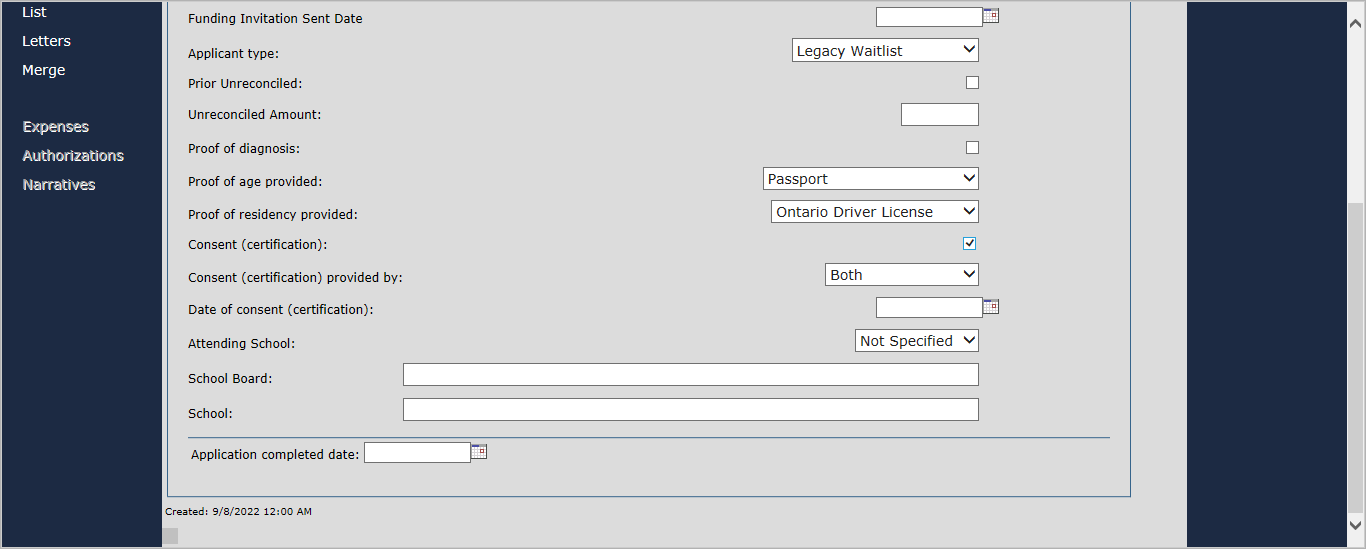 List
Letters
Merge
Expenses
Authorizations
Narratives
Funding Invitation Sent Date
Applicant type: Legacy Waitlist
Prior Unreconciled:
Unreconciled Amount:
Proof of diagnosis:
Proof of age provided: Passport
Proof of residency provided: Ontario Driver License
Consent (certification):
Consent (certification) provided by: Both
Date of consent (certification):
Attending School: Not Specified
School Board:
School:
Application completed date:
Created: 9/8/2022 12:00 AM